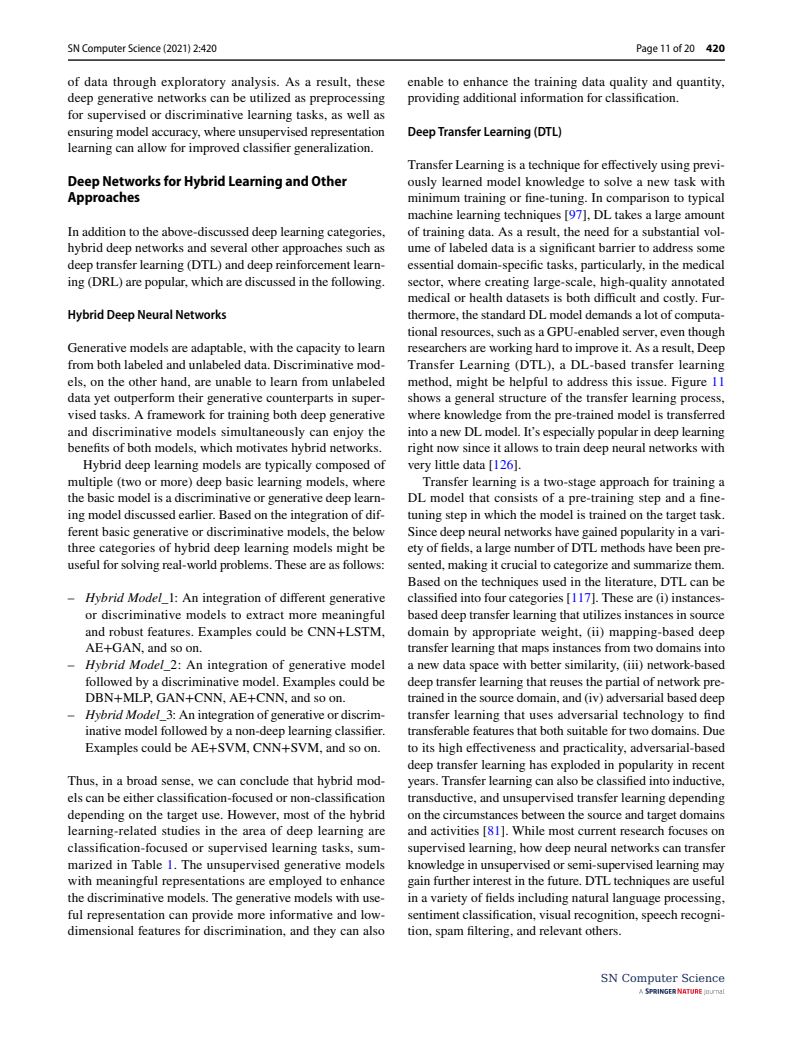 SN Computer Science (2021) 2:420
Page 11 of 20 420
of data through exploratory analysis. As a result, these
deep generative networks can be utilized as preprocessing
for supervised or discriminative learning tasks, as well as
ensuring model accuracy, where unsupervised representation
learning can allow for improved classifier generalization.
Deep Networks for Hybrid Learning and Other
Approaches
In addition to the above-discussed deep learning categories,
hybrid deep networks and several other approaches such as
deep transfer learning (DTL) and deep reinforcement learn-
ing (DRL) are popular, which are discussed in the following.
Hybrid Deep Neural Networks
Generative models are adaptable, with the capacity to learn
from both labeled and unlabeled data. Discriminative mod-
els, on the other hand, are unable to learn from unlabeled
data yet outperform their generative counterparts in super-
vised tasks. A framework for training both deep generative
and discriminative models simultaneously can enjoy the
benefits of both models, which motivates hybrid networks.
Hybrid deep learning models are typically composed of
multiple (two or more) deep basic learning models, where
the basic model is a discriminative or generative deep learn-
ing model discussed earlier. Based on the integration of dif-
ferent basic generative or discriminative models, the below
three categories of hybrid deep learning models might be
useful for solving real-world problems. These are as follows:
– Hybrid Model_1: An integration of different generative
or discriminative models to extract more meaningful
and robust features. Examples could be CNN+LSTM,
AE+GAN, and so on.
– Hybrid Model_2: An integration of generative model
followed by a discriminative model. Examples could be
DBN+MLP, GAN+CNN, AE+CNN, and so on.
– Hybrid Model_3: An integration of generative or discrim-
inative model followed by a non-deep learning classifier.
Examples could be AE+SVM, CNN+SVM, and so on.
Thus, in a broad sense, we can conclude that hybrid mod-
els can be either classification-focused or non-classification
depending on the target use. However, most of the hybrid
learning-related studies in the area of deep learning are
classification-focused or supervised learning tasks, sum-
marized in Table 1. The unsupervised generative models
with meaningful representations are employed to enhance
the discriminative models. The generative models with use-
ful representation can provide more informative and low-
dimensional features for discrimination, and they can also
enable to enhance the training data quality and quantity,
providing additional information for classification.
Deep Transfer Learning (DTL)
Transfer Learning is a technique for effectively using previ-
ously learned model knowledge to solve a new task with
minimum training or fine-tuning. In comparison to typical
machine learning techniques [97], DL takes a large amount
of training data. As a result, the need for a substantial vol-
ume of labeled data is a significant barrier to address some
essential domain-specific tasks, particularly, in the medical
sector, where creating large-scale, high-quality annotated
medical or health datasets is both difficult and costly. Fur-
thermore, the standard DL model demands a lot of computa-
tional resources, such as a GPU-enabled server, even though
researchers are working hard to improve it. As a result, Deep
Transfer Learning (DTL), a DL-based transfer learning
method, might be helpful to address this issue. Figure 11
shows a general structure of the transfer learning process,
where knowledge from the pre-trained model is transferred
into a new DL model. It's especially popular in deep learning
right now since it allows to train deep neural networks with
very little data [126].
Transfer learning is a two-stage approach for training a
DL model that consists of a pre-training step and a fine-
tuning step in which the model is trained on the target task.
Since deep neural networks have gained popularity in a vari-
ety of fields, a large number of DTL methods have been pre-
sented, making it crucial to categorize and summarize them.
Based on the techniques used in the literature, DTL can be
classified into four categories [117]. These are (i) instances-
based deep transfer learning that utilizes instances in source
domain by appropriate weight, (ii) mapping-based deep
transfer learning that maps instances from two domains into
a new data space with better similarity, (iii) network-based
deep transfer learning that reuses the partial of network pre-
trained in the source domain, and (iv) adversarial based deep
transfer learning that uses adversarial technology to find
transferable features that both suitable for two domains. Due
to its high effectiveness and practicality, adversarial-based
deep transfer learning has exploded in popularity in recent
years. Transfer learning can also be classified into inductive,
transductive, and unsupervised transfer learning depending
on the circumstances between the source and target domains
and activities [81]. While most current research focuses on
supervised learning, how deep neural networks can transfer
knowledge in unsupervised or semi-supervised learning may
gain further interest in the future. DTL techniques are useful
in a variety of fields including natural language processing,
sentiment classification, visual recognition, speech recogni-
tion, spam filtering, and relevant others.
SN Computer Science
A SPRINGER NATURE journal